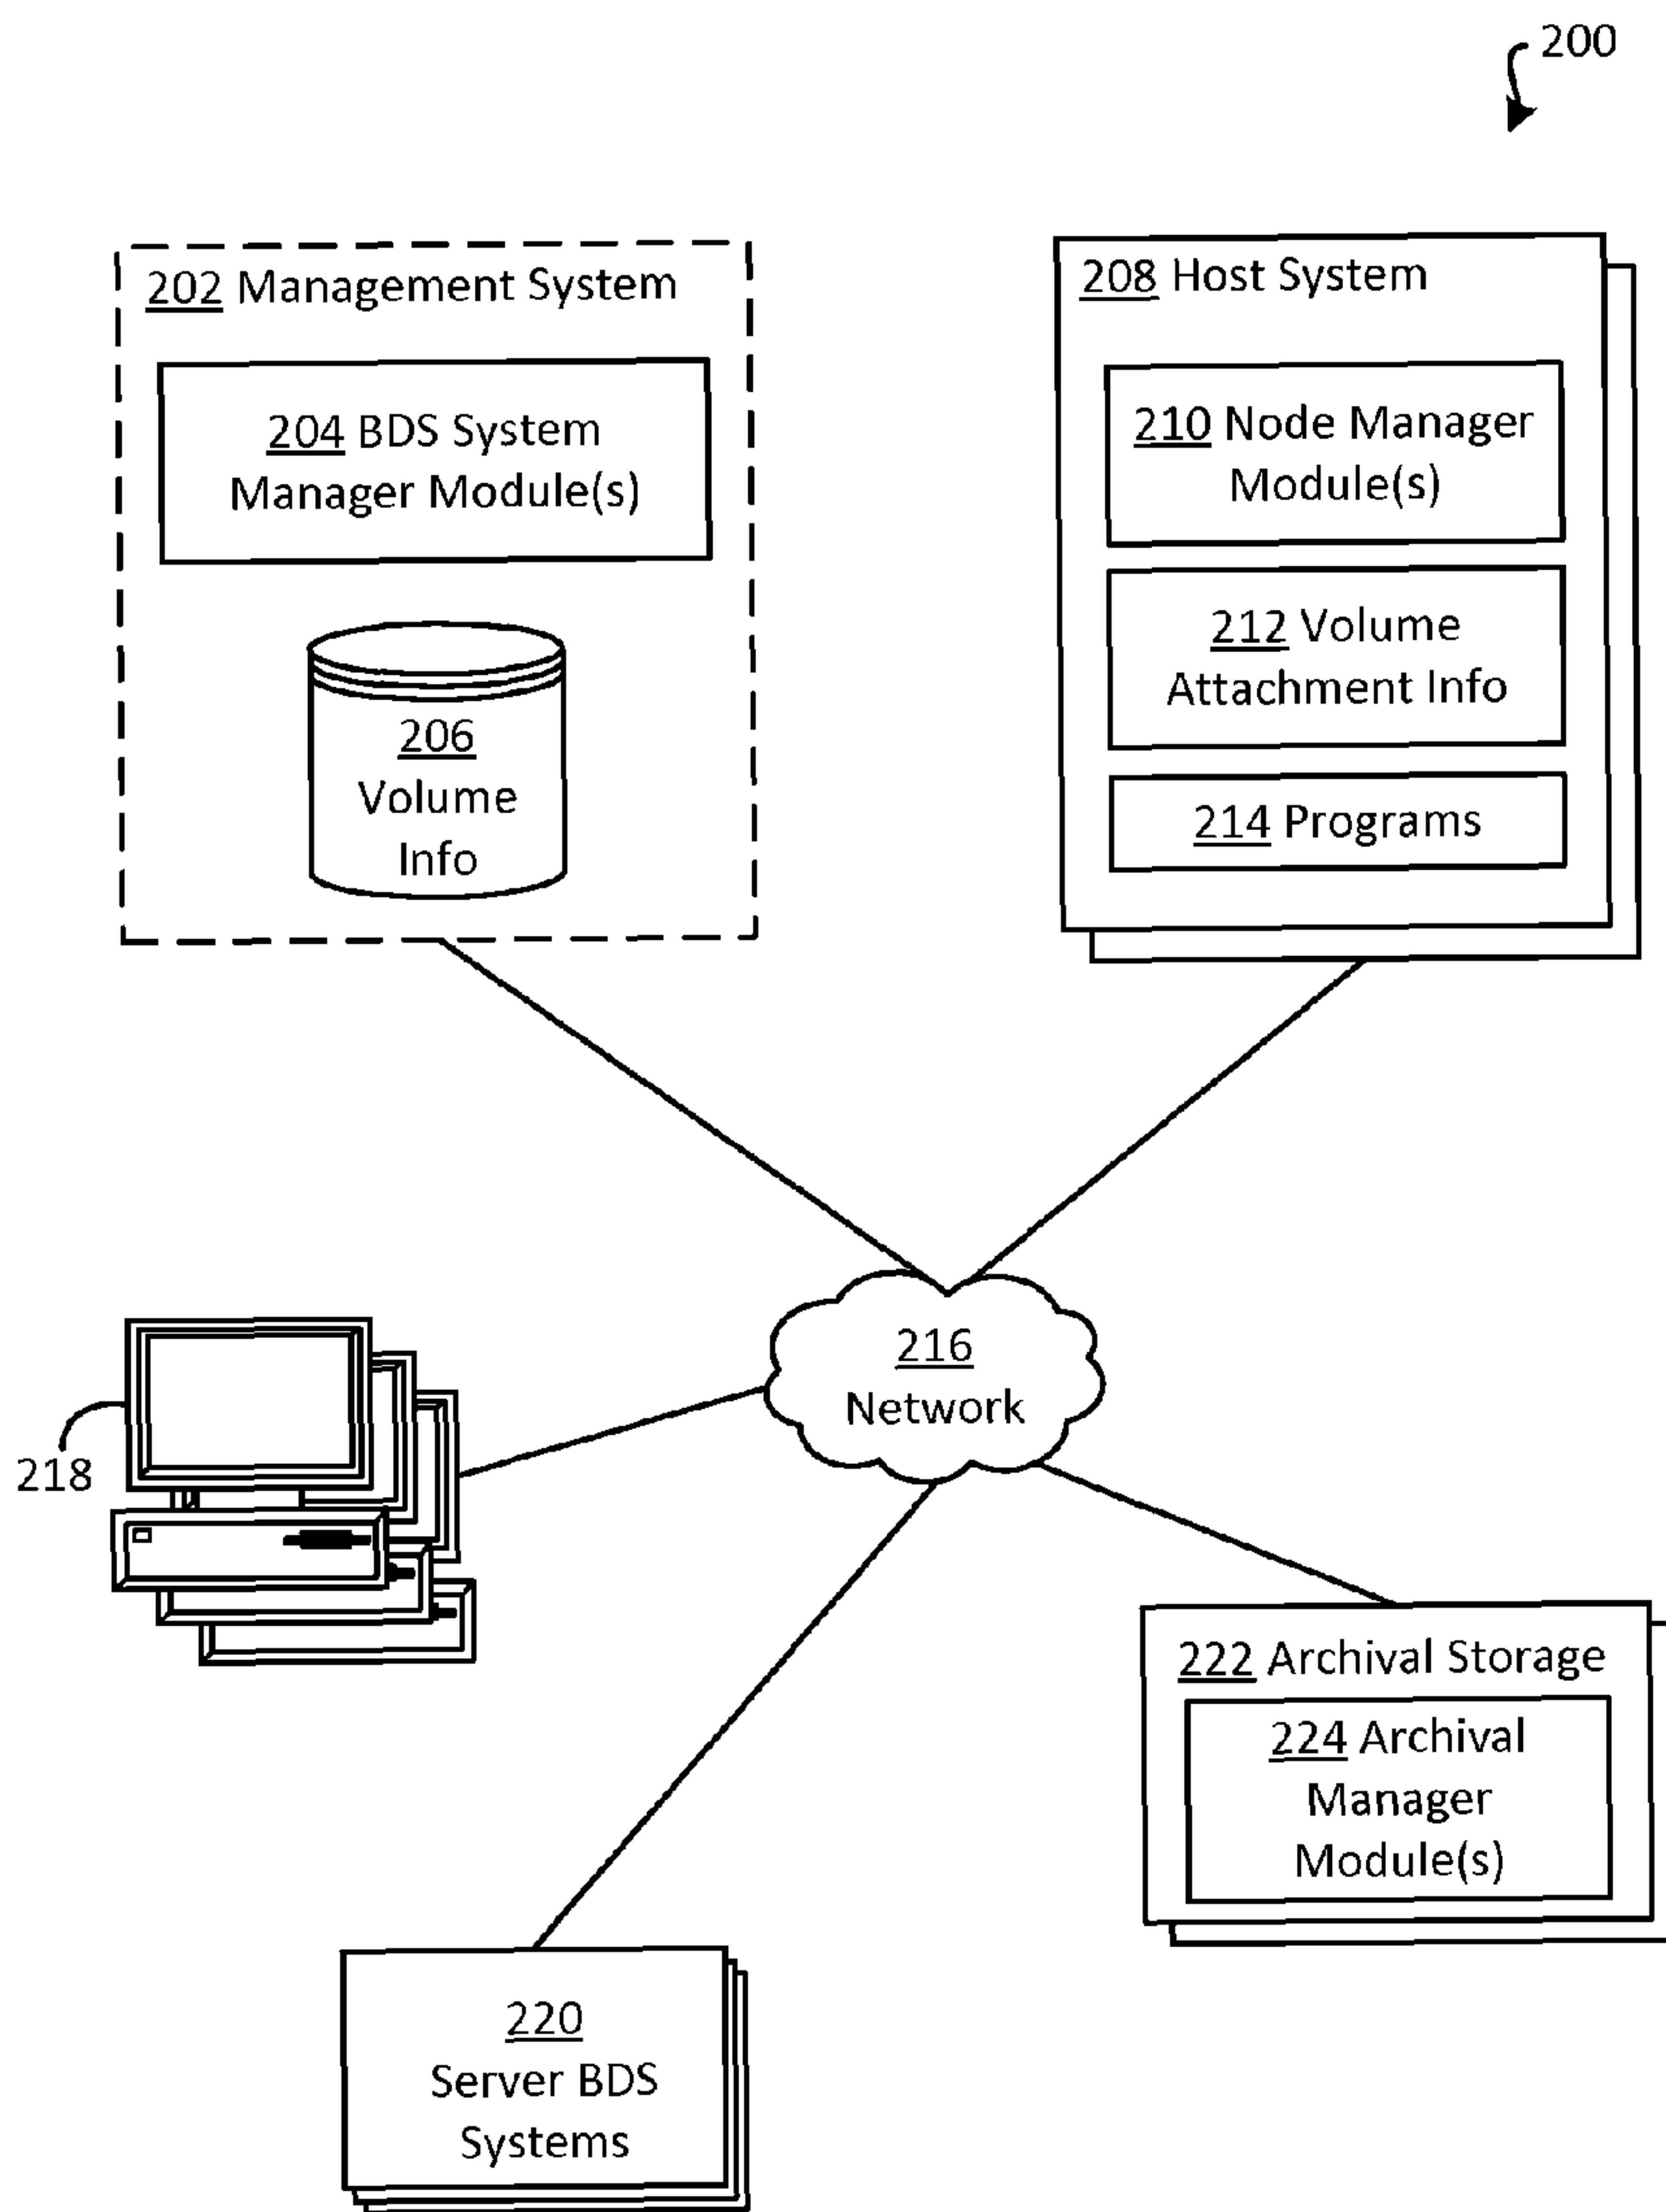 200
202 Management System
204 BDS System
Manager Module(s)
206
Volume
Info
208 Host System
210 Node Manager
Module(s)
212 Volume
Attachment Info
214 Programs
216
Network
218
222 Archival Storage
224 Archival
Manager
Module(s)
220
Server BDS
Systems